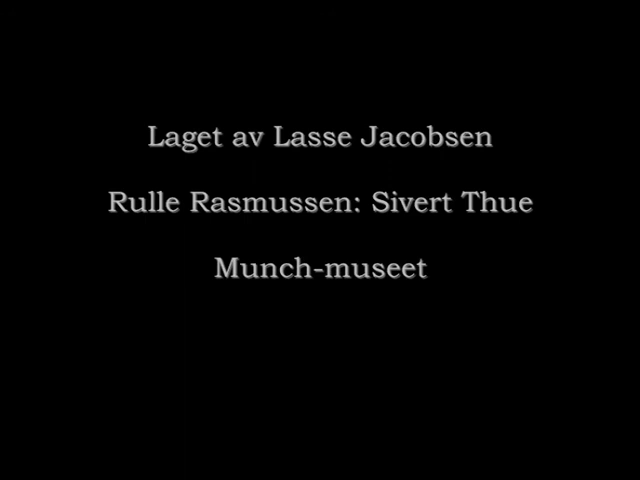 Laget av Lasse Jacobsen
Rulle Rasmussen: Sivert Thue
Munch-museet